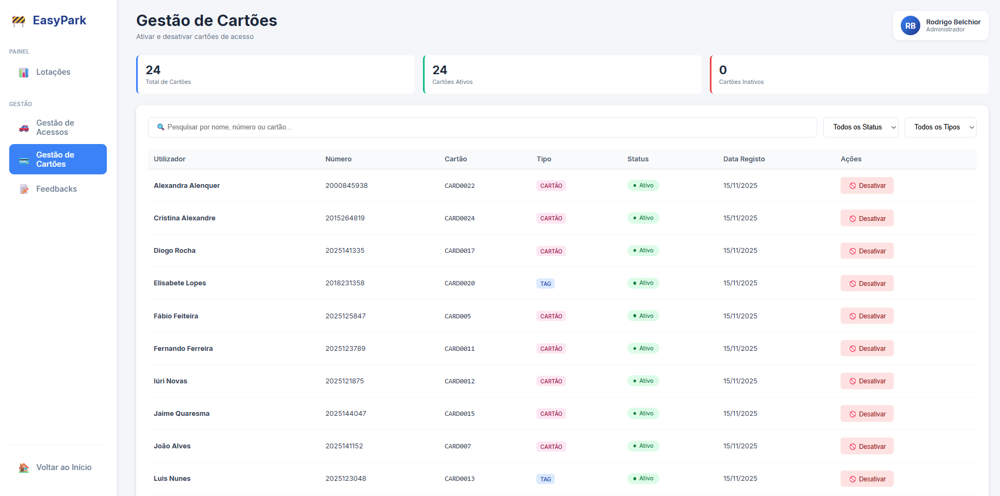 EasyPark
PAINEL
Lotações
GESTÃO
Gestão de
Acessos
Gestão de
Cartões
Feedbacks
Voltar ao Início
Gestão de Cartões
Ativar e desativar cartões de acesso
RB
Rodrigo Belchior
Administrador
24
Total de Cartões
24
Cartões Ativos
0
Cartões Inativos
Pesquisar por nome, número ou cartão...
Todos os Status
Todos os Tipos
Utilizador Número Cartão Tipo Status Data Registo Ações
Alexandra Alenquer 2000845938 CARD0022 CARTÃO Ativo 15/11/2025 Desativar
Cristina Alexandre 2015264819 CARD0024 CARTÃO Ativo 15/11/2025 Desativar
Diogo Rocha 2025141335 CARD0017 CARTÃO Ativo 15/11/2025 Desativar
Elisabete Lopes 2018231358 CARD0020 TAG Ativo 15/11/2025 Desativar
Fábio Feiteira 2025125847 CARD005 CARTÃO Ativo 15/11/2025 Desativar
Fernando Ferreira 2025123789 CARD0011 CARTÃO Ativo 15/11/2025 Desativar
Iúri Novas 2025121875 CARD0012 CARTÃO Ativo 15/11/2025 Desativar
Jaime Quaresma 2025144047 CARD0015 CARTÃO Ativo 15/11/2025 Desativar
João Alves 2025141152 CARD007 CARTÃO Ativo 15/11/2025 Desativar
Luis Nunes 2025123048 CARD0013 TAG Ativo 15/11/2025 Desativar